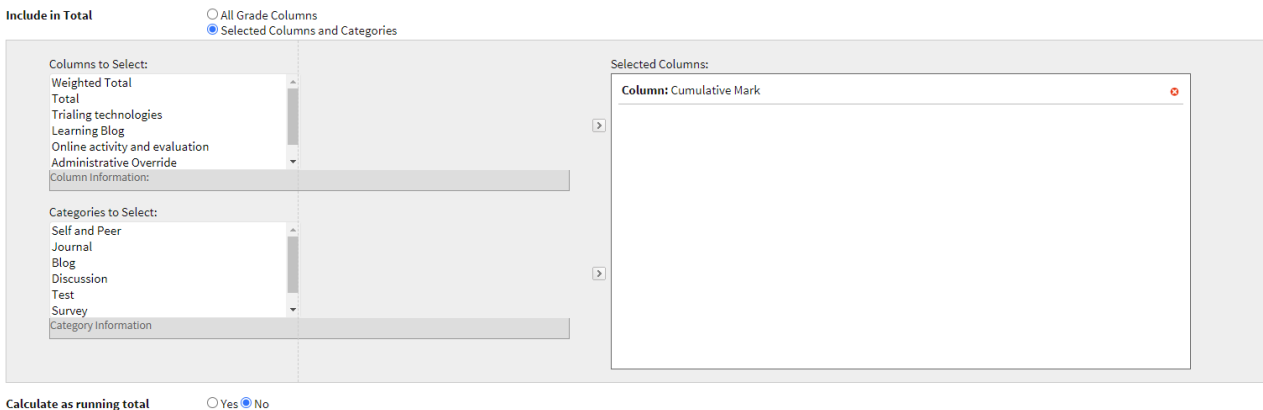 Include in Total
All Grade Columns
Selected Columns and Categories
Columns to Select:
Weighted Total
Total
Trialing technologies
Learning Blog
Online activity and evaluation
Administrative Override
Column Information:
Categories to Select:
Self and Peer
Journal
Blog
Discussion
Test
Survey
Category Information
Selected Columns:
Column: Cumulative Mark
Calculate as running total
Yes No